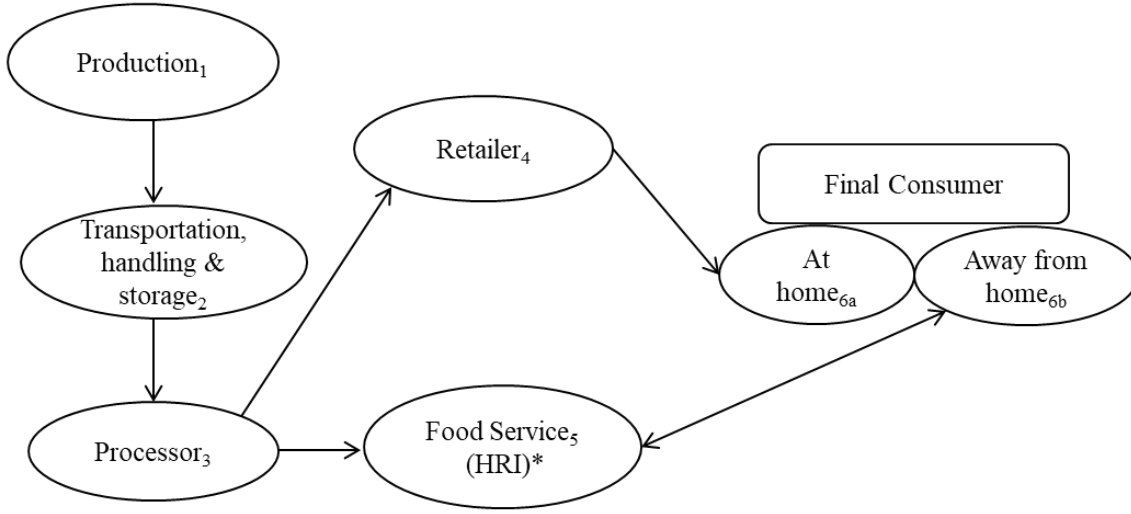 Production₁
Transportation,
handling &
storage₂
Processor₃
Retailer₄
Food Service₅
(HRI)*
Final Consumer
At
home₆ₐ
Away from
home6b